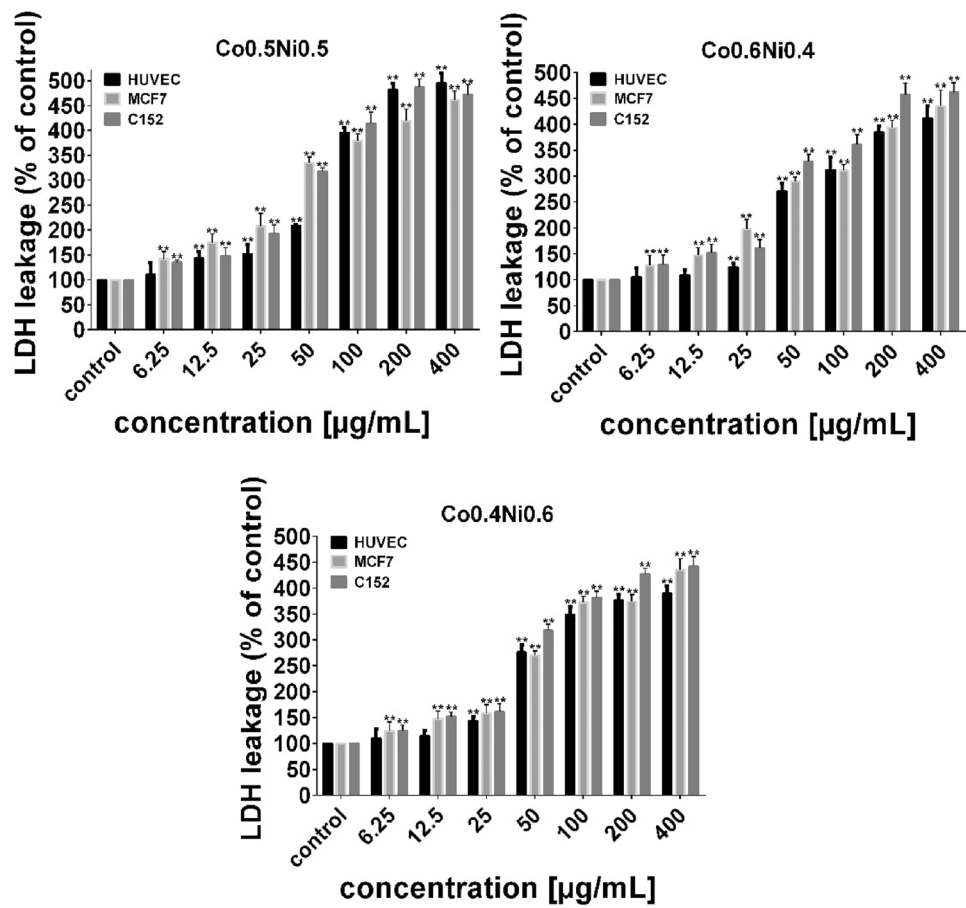 Co0.5Ni0.5
LDH leakage (% of control)
500
450
400
350
300
250
200
150
100
50
0
HUVEC
MCF7
C152
** ** ** ** ** ** ** ** ** ** ** ** ** ** ** ** ** ** ** **
control 6.25 12.5 25 50 100 200 400
concentration [µg/mL]
Co0.6Ni0.4
LDH leakage (% of control)
500
450
400
350
300
250
200
150
100
50
0
HUVEC
MCF7
C152
** ** ** ** ** ** ** ** ** ** ** ** ** ** ** ** ** ** **
control 6.25 12.5 25 50 100 200 400
concentration [µg/mL]
Co0.4Ni0.6
LDH leakage (% of control)
500
450
400
350
300
250
200
150
100
50
0
HUVEC
MCF7
C152
** ** ** ** ** ** ** ** ** ** ** ** ** ** ** ** ** ** **
control 6.25 12.5 25 50 100 200 400
concentration [µg/mL]